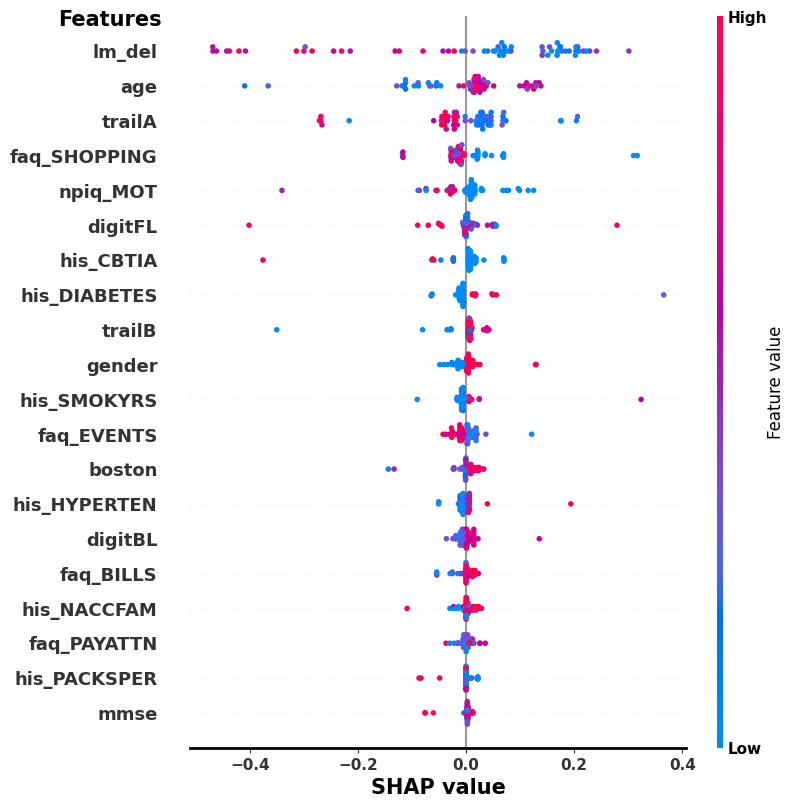 Features
High
lm_del
age
trailA
faq_SHOPPING
npiq_MOT
digitFL
his_CBTIA
his_DIABETES
trailB
gender
his_SMOKYRS
faq_EVENTS
boston
his_HYPERTEN
digitBL
faq_BILLS
his_NACCFAM
faq_PAYATTN
his_PACKSPER
mmse
Feature value
Low
−0.4 −0.2 0.0 0.2 0.4
SHAP value